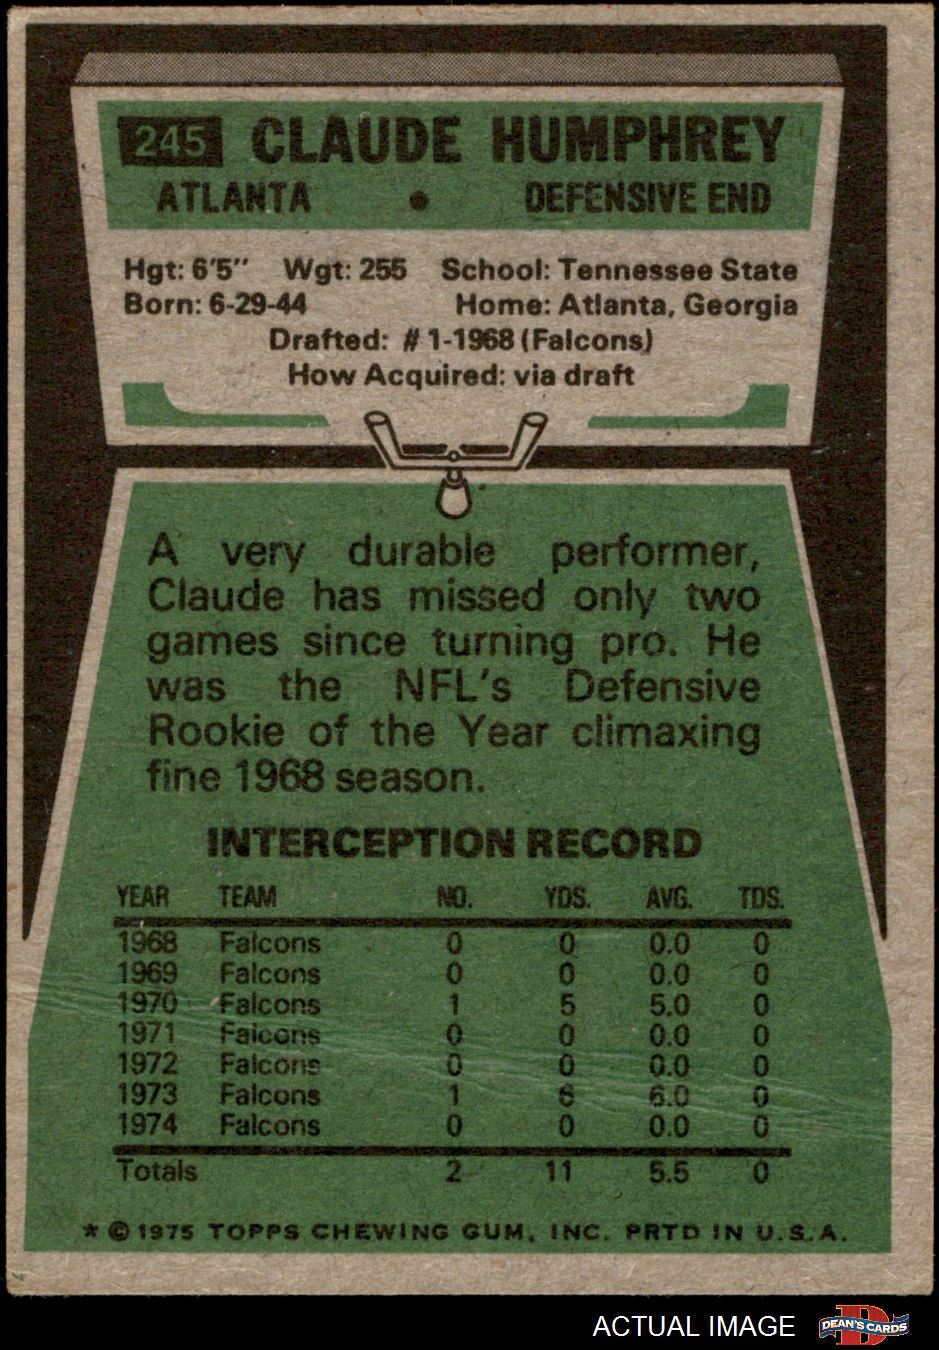 245 CLAUDE HUMPHREY
ATLANTA • DEFENSIVE END
Hgt: 6'5" Wgt: 255 School: Tennessee State
Born: 6-29-44 Home: Atlanta, Georgia
Drafted: #1-1968 (Falcons)
How Acquired: via draft
A very durable performer,
Claude has missed only two
games since turning pro. He
was the NFL's Defensive
Rookie of the Year climaxing
fine 1968 season.
INTERCEPTION RECORD
YEAR TEAM NO. YDS. AVG. TDS.
1968 Falcons 0 0 0.0 0
1969 Falcons 0 0 0.0 0
1970 Falcons 1 5 5.0 0
1971 Falcons 0 0 0.0 0
1972 Falcons 0 0 0.0 0
1973 Falcons 1 6 6.0 0
1974 Falcons 0 0 0.0 0
Totals 2 11 5.5 0
* © 1975 TOPPS CHEWING GUM, INC. PRTD IN U.S.A.
ACTUAL IMAGE D DEAN'S CARDS